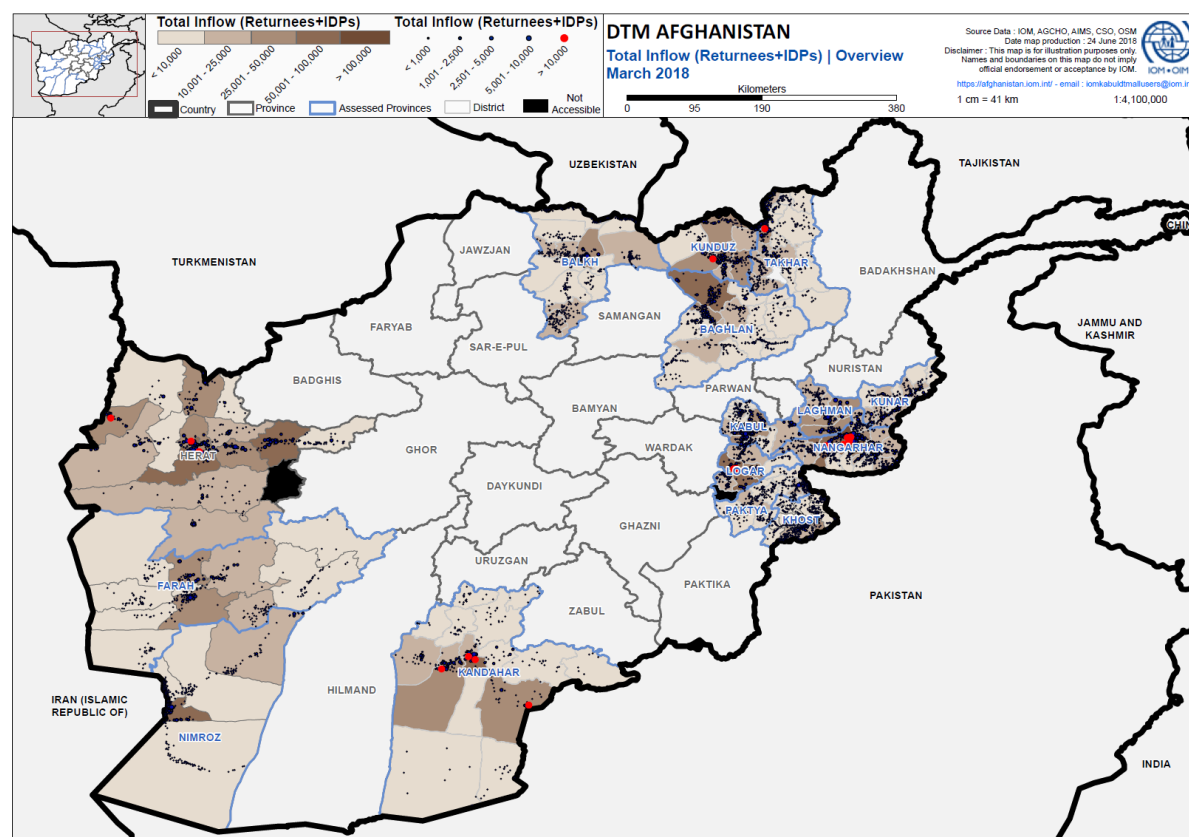 Total Inflow (Returnees+IDPs)
< 10,000
10,001 - 25,000
25,001 - 50,000
50,001 - 100,000
> 100,000
Total Inflow (Returnees+IDPs)
< 1,000
1,001 - 2,500
2,501 - 5,000
5,001 - 10,000
> 10,000
Country
Province
Assessed Provinces
District
Not
Accessible
DTM AFGHANISTAN
Total Inflow (Returnees+IDPs) | Overview
March 2018
Kilometers
0 95 190 380
Source Data : IOM, AGCHO, AIMS, CSO, OSM
Date map production : 24 June 2018
Disclaimer : This map is for illustration purposes only.
Names and boundaries on this map do not imply
official endorsement or acceptance by IOM.
https://afghanistan.iom.int/ - email : iomkabuldtmallusers@iom.in
1 cm = 41 km
1:4,100,000
IOM • OIM
UZBEKISTAN
TAJIKISTAN
CHIN
TURKMENISTAN
JAWZJAN
BALKH
KUNDUZ
TAKHAR
BADAKHSHAN
FARYAB
SAMANGAN
BAGHLAN
JAMMU AND
KASHMIR
SAR-E-PUL
BADGHIS
NURISTAN
PARWAN
BAMYAN
LAGHMAN
KUNAR
KABUL
HERAT
GHOR
WARDAK
NANGARHAR
LOGAR
DAYKUNDI
PAKTYA
KHOST
GHAZNI
URUZGAN
FARAH
PAKTIKA
PAKISTAN
ZABUL
KANDAHAR
HILMAND
IRAN (ISLAMIC
REPUBLIC OF)
NIMROZ
INDIA